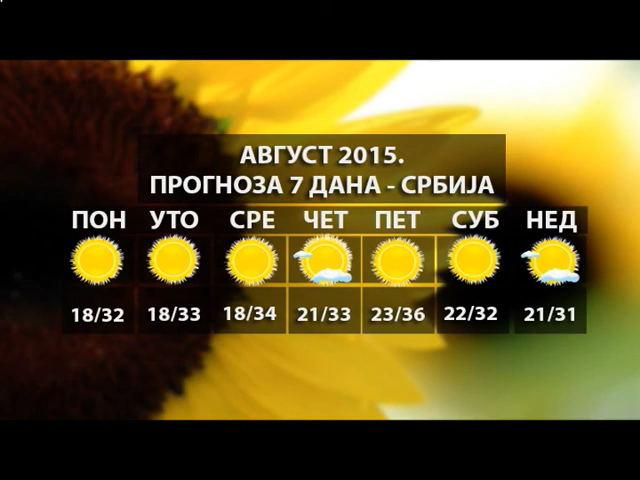 АВГУСТ 2015.
ПРОГНОЗА 7 ДАНА - СРБИЈА
ПОН УТО СРЕ ЧЕТ ПЕТ СУБ НЕД
18/32 18/33 18/34 21/33 23/36 22/32 21/31